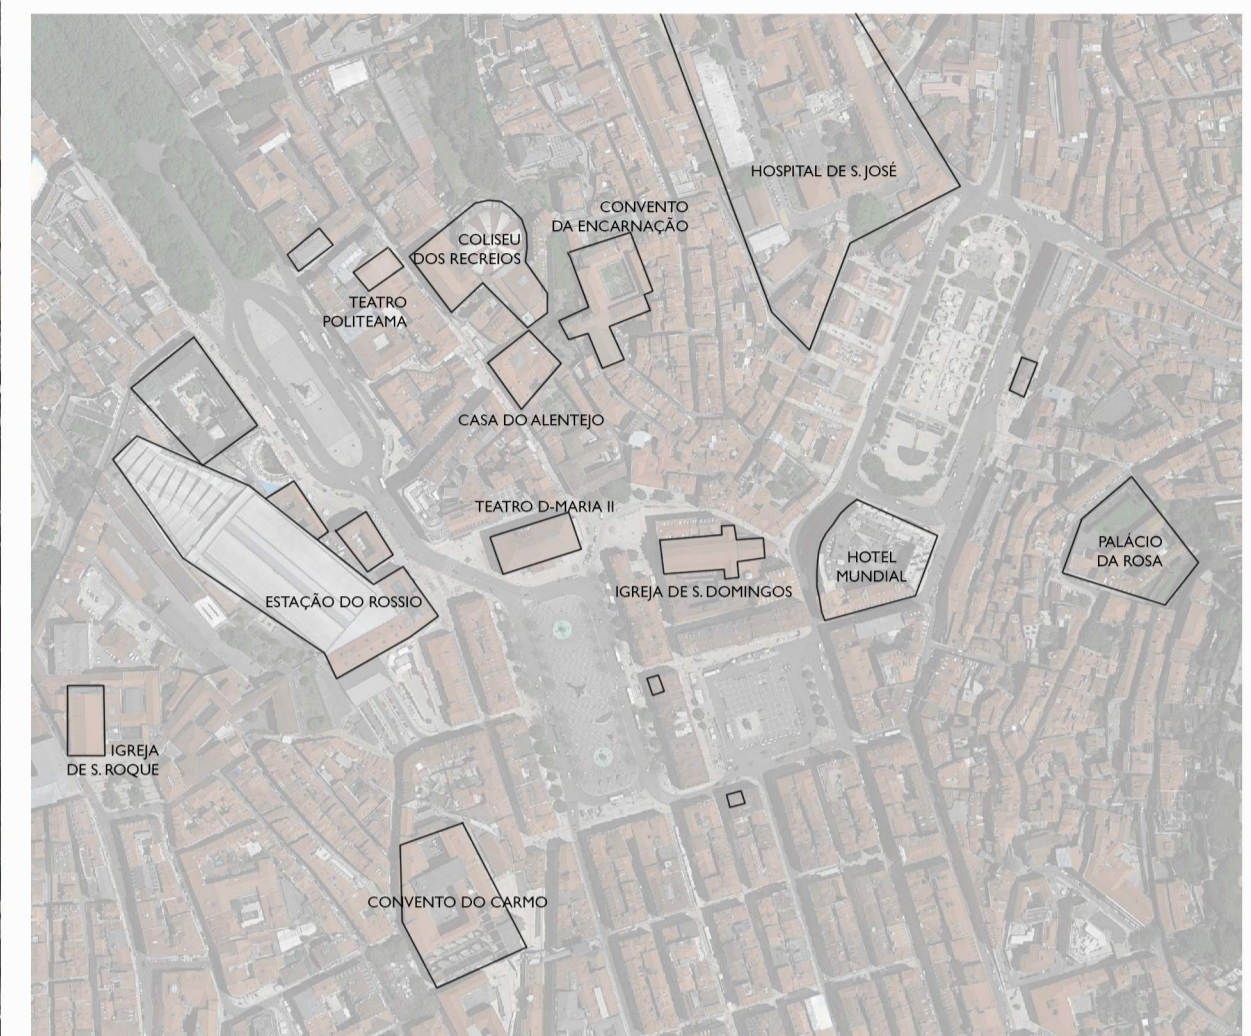 HOSPITAL DE S. JOSÉ
CONVENTO
DA ENCARNAÇÃO
COLISEU
DOS RECREIOS
TEATRO
POLITEAMA
CASA DO ALENTEJO
TEATRO D-MARIA II
IGREJA DE S. DOMINGOS
HOTEL
MUNDIAL
PALÁCIO
DA ROSA
ESTAÇÃO DO ROSSIO
IGREJA
DE S. ROQUE
CONVENTO DO CARMO